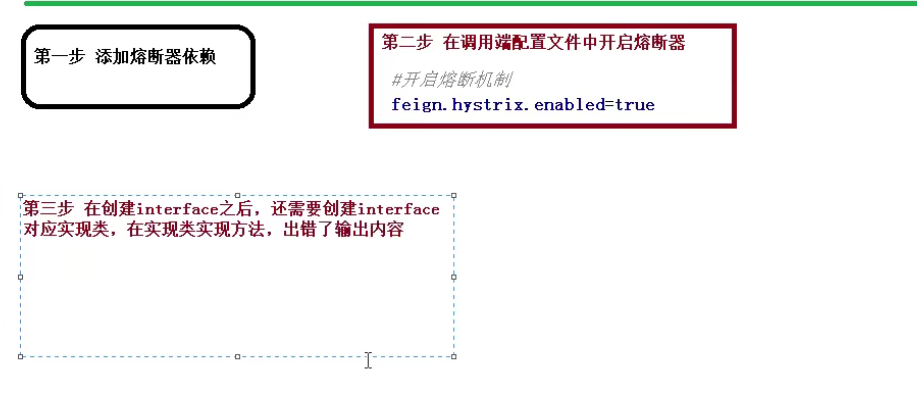 第一步 添加熔断器依赖
第二步 在调用端配置文件中开启熔断器
#开启熔断机制
feign.hystrix.enabled=true
第三步 在创建interface之后，还需要创建interface
对应实现类，在实现类实现方法，出错了输出内容